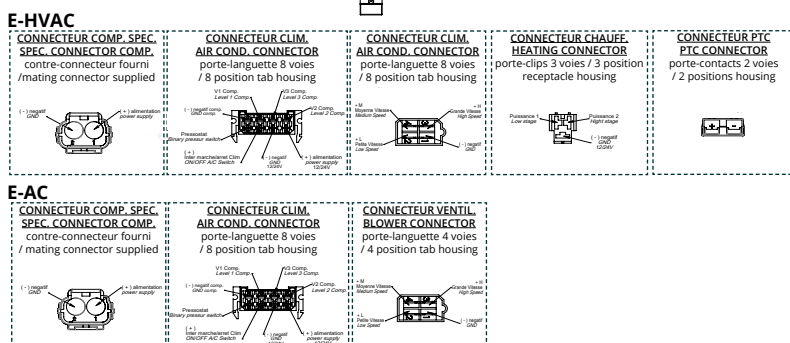 E-HVAC
CONNECTEUR COMP. SPEC.
SPEC. CONNECTOR COMP.
contre-connecteur fourni
/mating connector supplied
( - ) negatif
GND
( + ) alimentation
power supply
CONNECTEUR CLIM.
AIR COND. CONNECTOR
porte-languette 8 voies
/ 8 position tab housing
V1 Comp.
Level 1 Comp.
V3 Comp.
Level 3 Comp.
( - ) negatif comp.
GND comp.
V2 Comp.
Level 2 Comp.
Pressostat
Binary pressur switch
( + )
Inter marche/arret Clim
ON/OFF A/C Switch
( - ) negatif
GND
12/24V
( + ) alimentation
power supply
12/24V
CONNECTEUR CLIM.
AIR COND. CONNECTOR
porte-languette 8 voies
/ 8 position tab housing
+ M
Moyenne Vitesse
Medium Speed
+ H
Grande Vitesse
High Speed
+ L
Petite Vitesse
Low Speed
( - ) negatif
GND
CONNECTEUR CHAUFF.
HEATING CONNECTOR
porte-clips 3 voies / 3 position
receptacle housing
Puissance 1
Low stage
Puissance 2
Hight stage
( - ) negatif
GND
12/24V
CONNECTEUR PTC
PTC CONNECTOR
porte-contacts 2 voies
/ 2 positions housing
+ -
E-AC
CONNECTEUR COMP. SPEC.
SPEC. CONNECTOR COMP.
contre-connecteur fourni
/ mating connector supplied
( - ) negatif
GND
( + ) alimentation
power supply
CONNECTEUR CLIM.
AIR COND. CONNECTOR
porte-languette 8 voies
/ 8 position tab housing
V1 Comp.
Level 1 Comp.
V3 Comp.
Level 3 Comp.
( - ) negatif
GND comp.
V2 Comp.
Level 2 Comp.
Pressostat
Binary pressur switch
( + )
Inter marche/arret Clim
ON/OFF A/C Switch
( - ) negatif
GND
12/24V
( + ) alimentation
power supply
12/24V
CONNECTEUR VENTIL.
BLOWER CONNECTOR
porte-languette 4 voies
/ 4 position tab housing
+ M
Moyenne Vitesse
Medium Speed
+ H
Grande Vitesse
High Speed
+ L
Petite Vitesse
Low Speed
( - ) negatif
GND